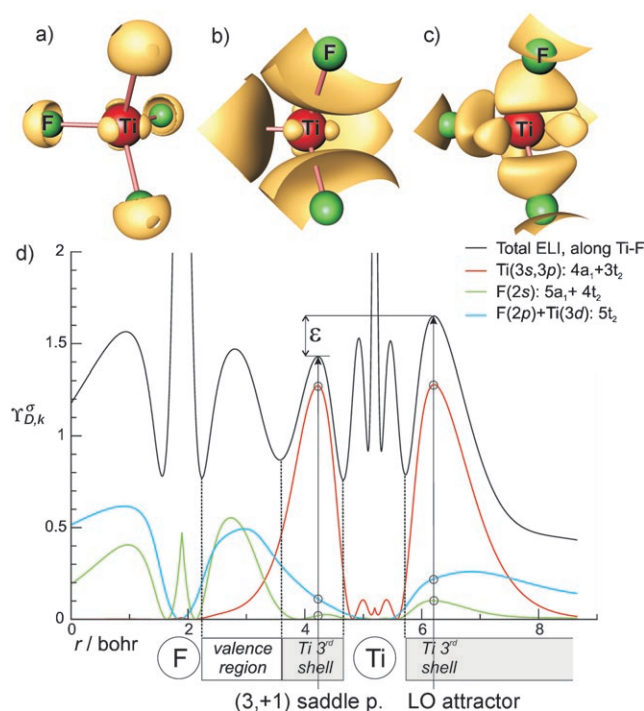 a)
b)
c)
F
Ti
F
Ti
F
Ti
d)
2
1.5
1
0.5
0
ΥσD,k
ε
Total ELI, along Ti-F
Ti(3s,3p): 4a₁+3t₂
F(2s): 5a₁+ 4t₂
F(2p)+Ti(3d): 5t₂
0
2
4
6
8
r / bohr
F
valence
region
Ti 3rd
shell
Ti
Ti 3rd
shell
(3,+1) saddle p.
LO attractor